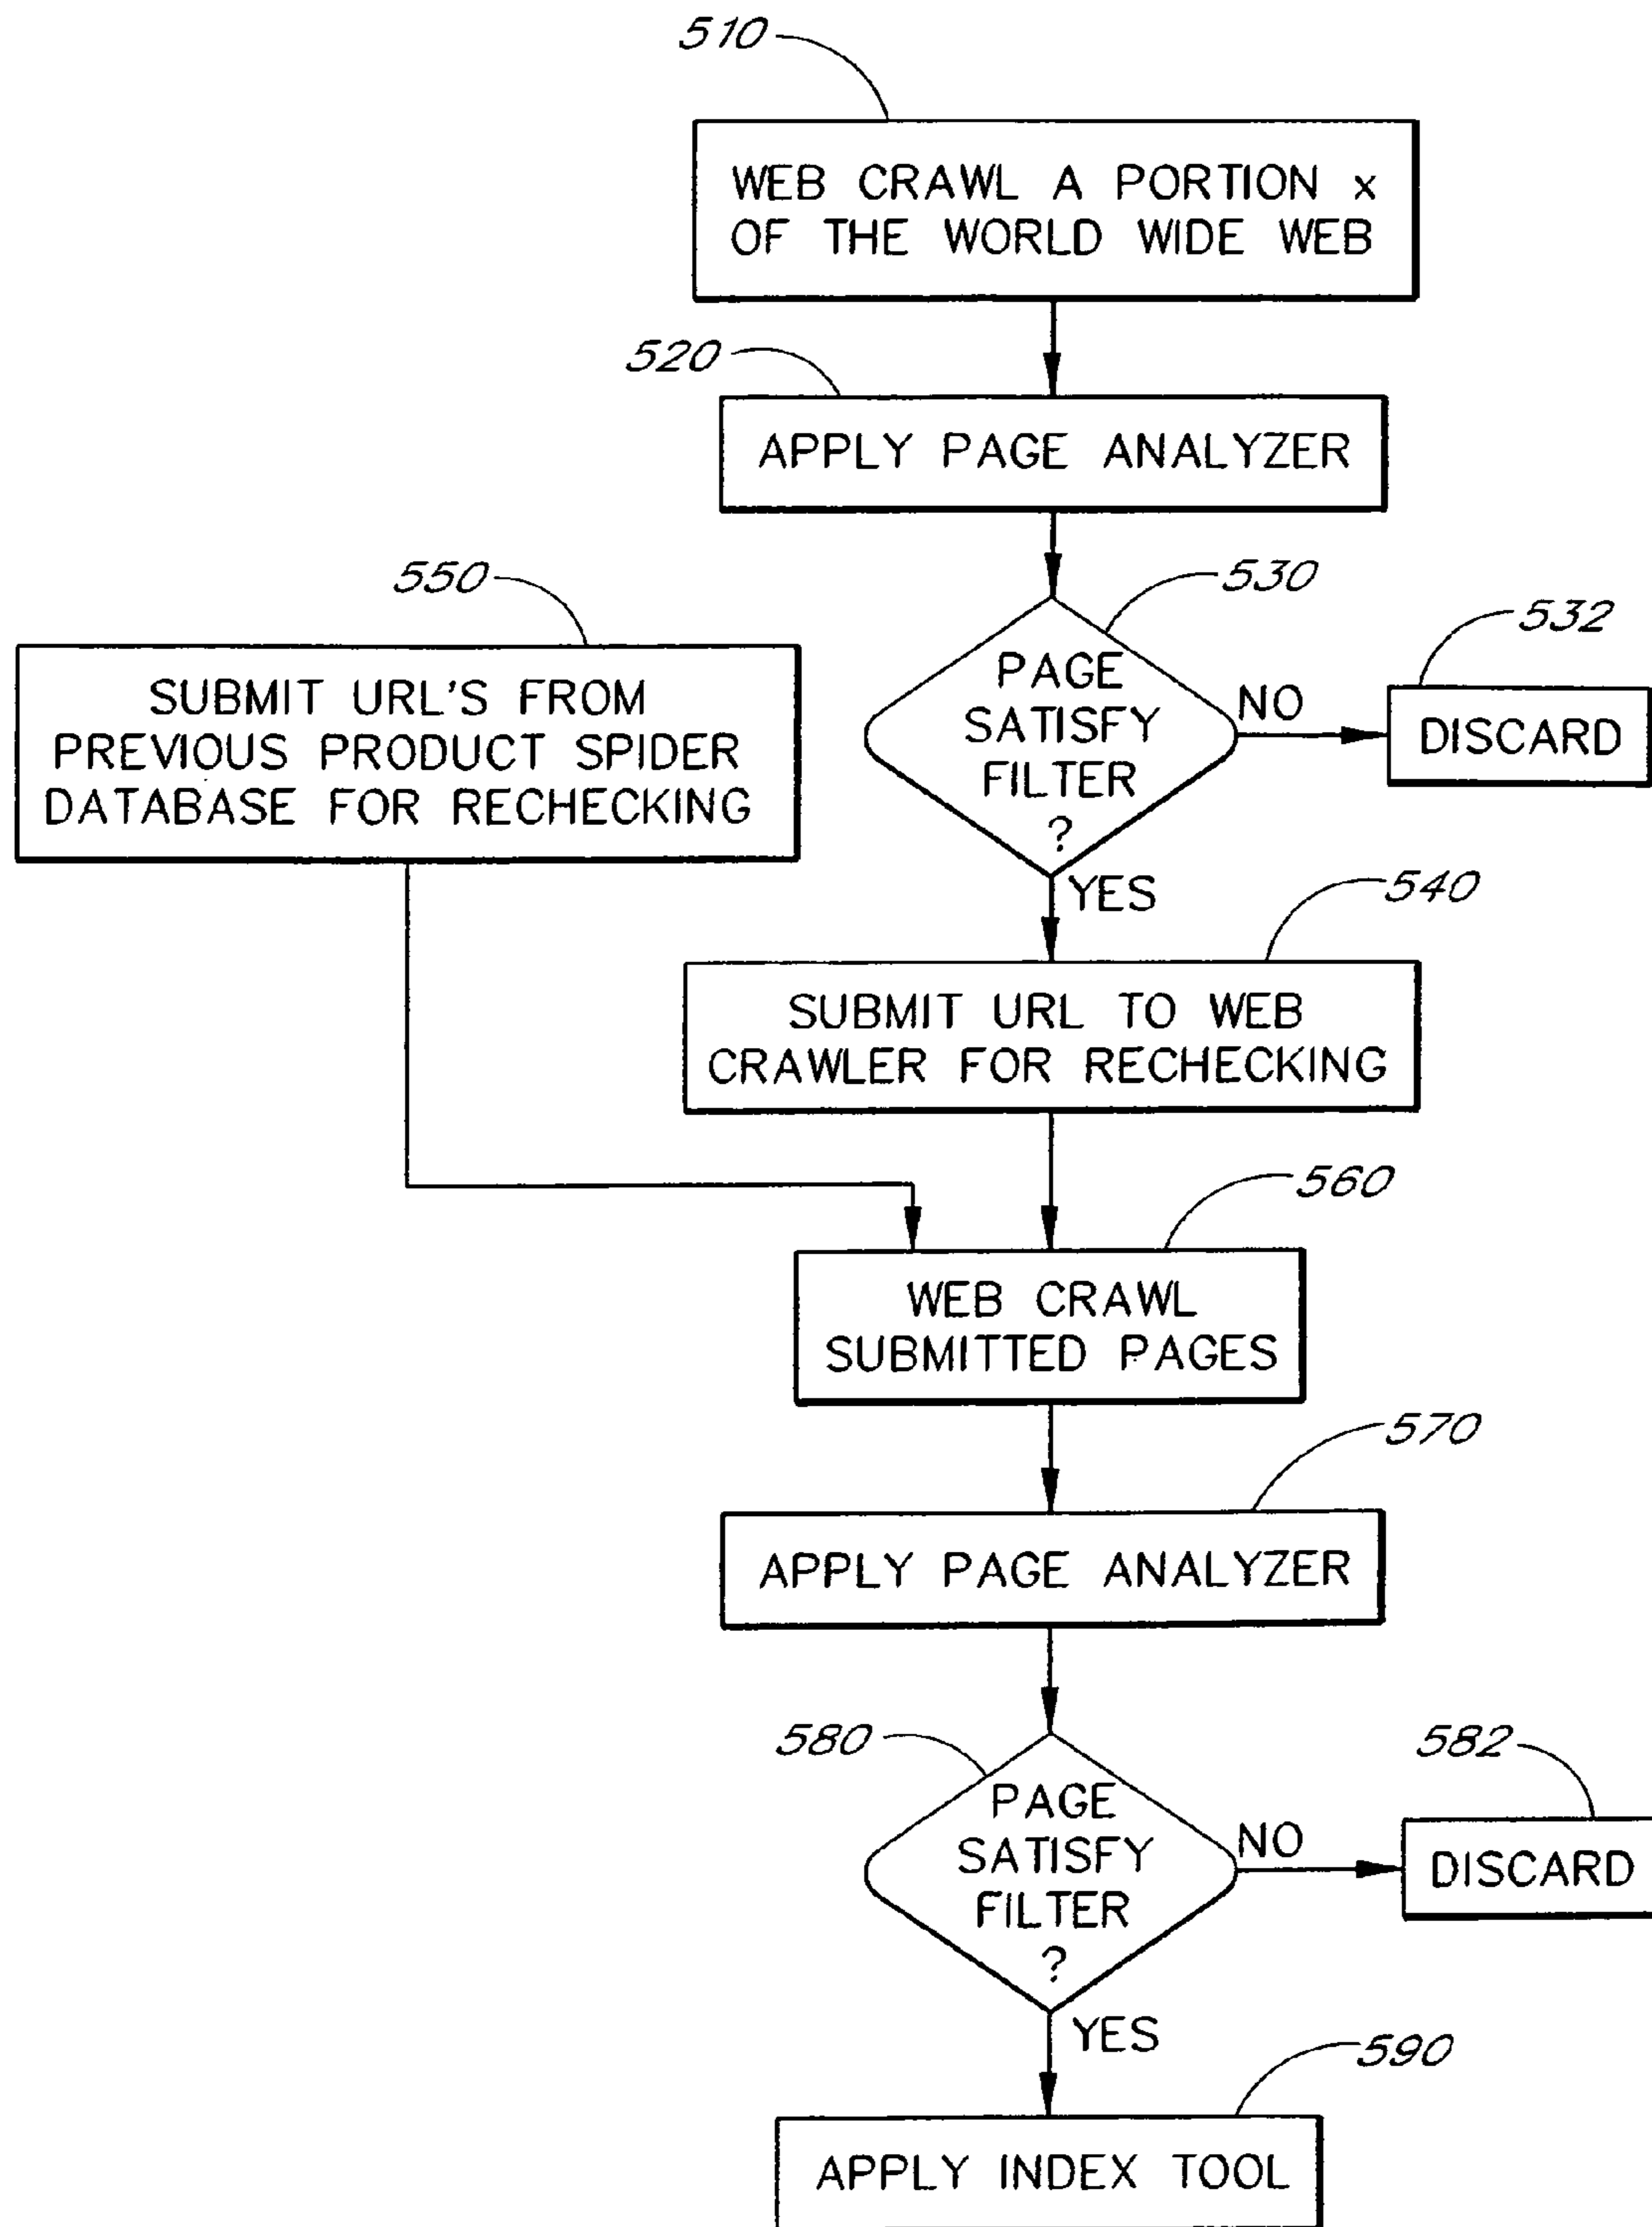 510
WEB CRAWL A PORTION x
OF THE WORLD WIDE WEB
520
APPLY PAGE ANALYZER
550
530
532
SUBMIT URL'S FROM
PREVIOUS PRODUCT SPIDER
DATABASE FOR RECHECKING
PAGE
SATISFY
FILTER
?
NO
DISCARD
YES
540
SUBMIT URL TO WEB
CRAWLER FOR RECHECKING
560
WEB CRAWL
SUBMITTED PAGES
570
APPLY PAGE ANALYZER
580
582
PAGE
SATISFY
FILTER
?
NO
DISCARD
YES
590
APPLY INDEX TOOL